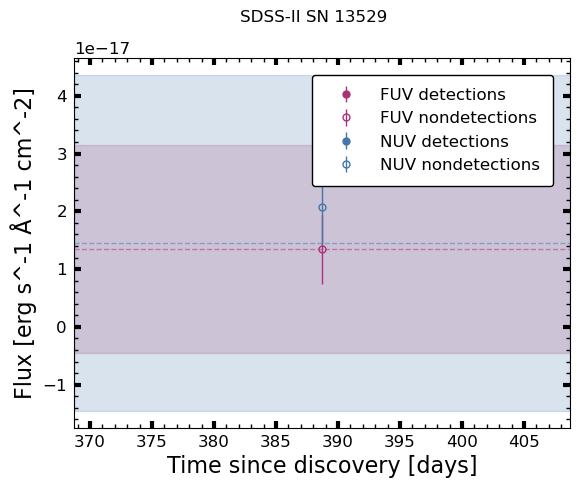 SDSS-II SN 13529
1e−17
FUV detections
FUV nondetections
NUV detections
NUV nondetections
4
3
2
1
0
−1
Flux [erg s^-1 Å^-1 cm^-2]
370 375 380 385 390 395 400 405
Time since discovery [days]